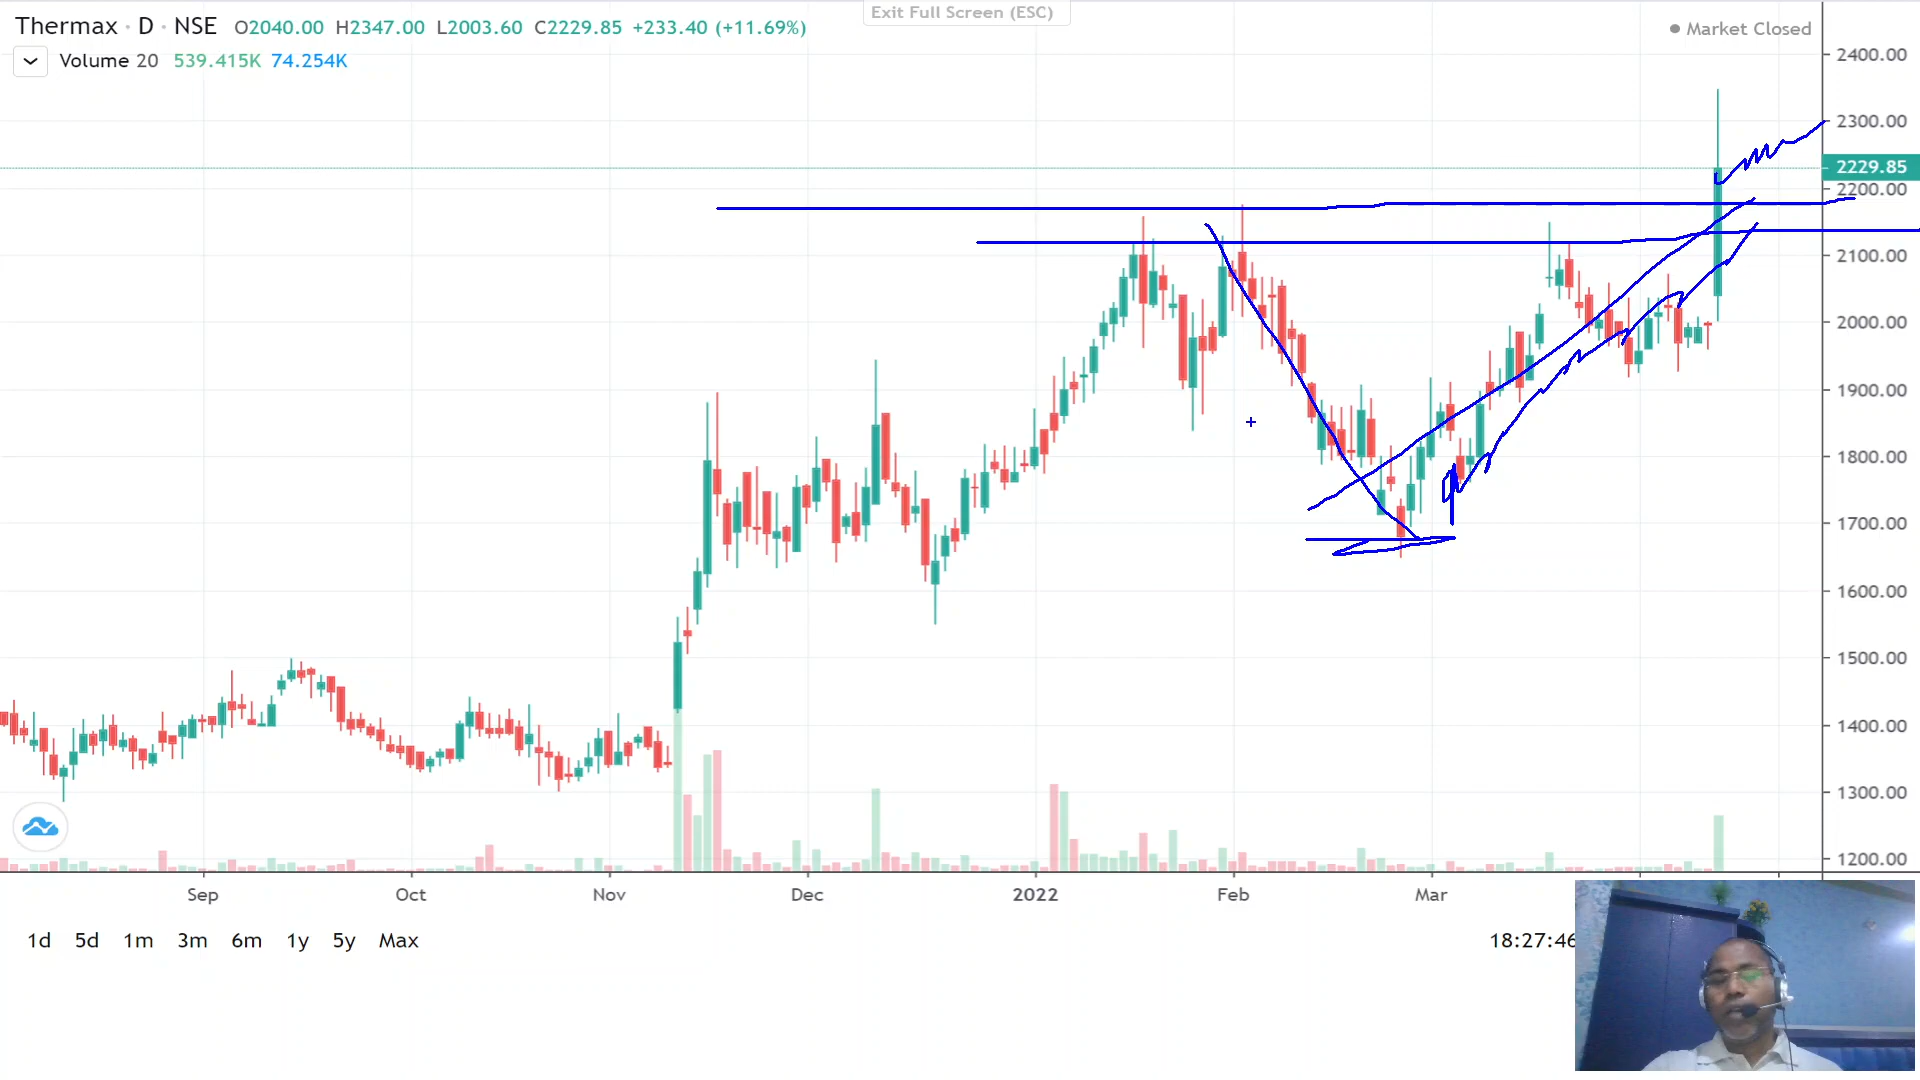 Exit Full Screen (ESC)
Thermax · D · NSE O2040.00 H2347.00 L2003.60 C2229.85 +233.40 (+11.69%)
Market Closed
Volume 20 539.415K 74.254K
2400.00
2300.00
2229.85
2200.00
2100.00
2000.00
1900.00
1800.00
1700.00
1600.00
1500.00
1400.00
1300.00
1200.00
Sep Oct Nov Dec 2022 Feb Mar
1d 5d 1m 3m 6m 1y 5y Max
18:27:46